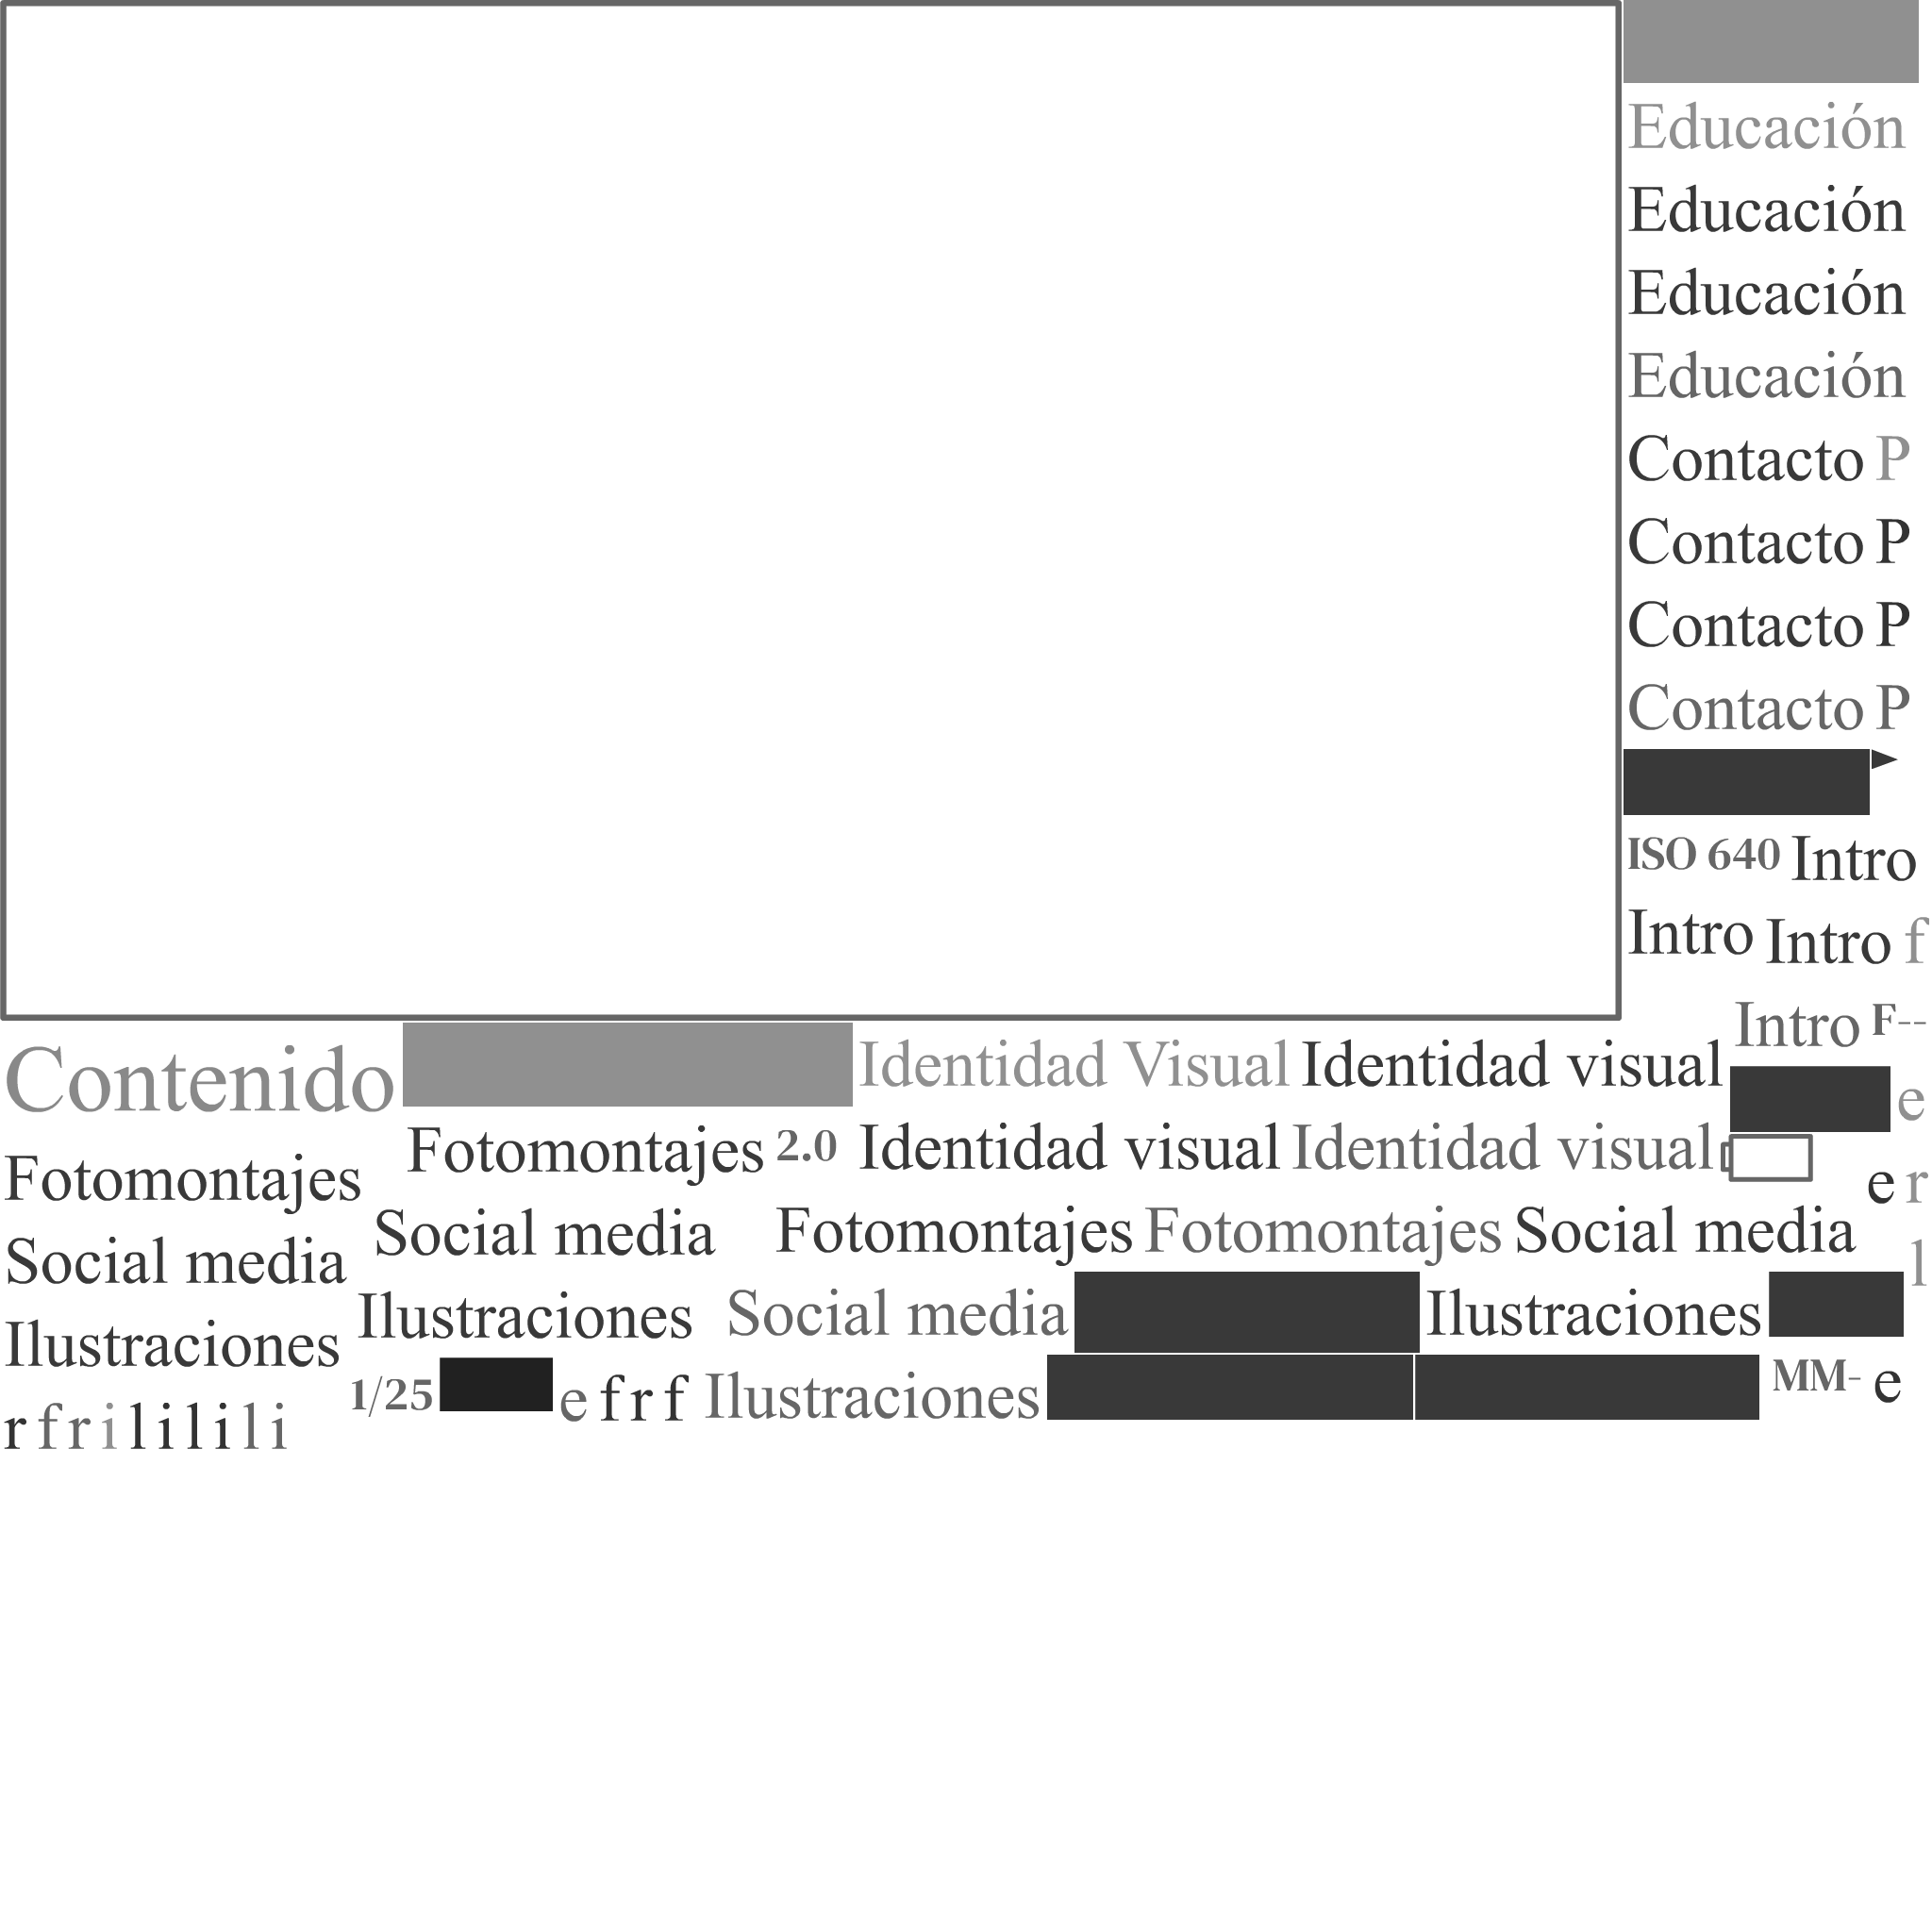 Educación
Educación
Educación
Educación
Contacto P
Contacto P
Contacto P
Contacto P
ISO 640 Intro
Intro Intro f
Intro F--
Contenido Identidad Visual Identidad visual e
Fotomontajes 2.0 Identidad visual Identidad visual
Fotomontajes e r
Social media Fotomontajes Fotomontajes Social media
Social media l
Ilustraciones Social media Ilustraciones
Ilustraciones
1/25 e f r f Ilustraciones MM- e
r f r i l i l i l i l i